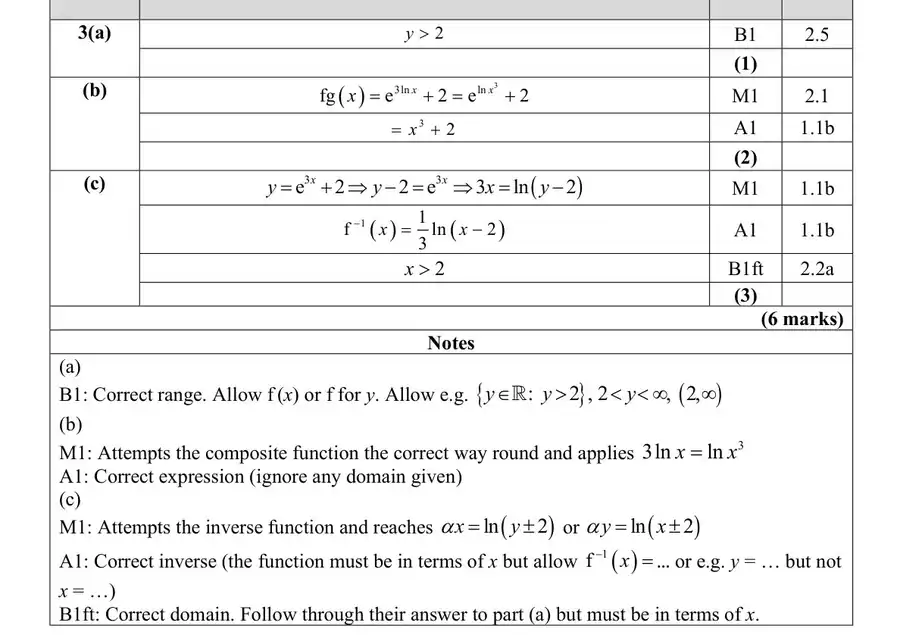 3(a) y > 2 B1 2.5
(1)
(b) fg(x) = e^{3ln x} + 2 = e^{ln x^3} + 2 M1 2.1
= x^3 + 2 A1 1.1b
(2)
(c) y = e^{3x} + 2 ⇒ y − 2 = e^{3x} ⇒ 3x = ln(y − 2) M1 1.1b
f^{−1}(x) = \frac{1}{3} ln(x − 2) A1 1.1b
x > 2 B1ft 2.2a
(3)
(6 marks)
Notes
(a)
B1: Correct range. Allow f (x) or f for y. Allow e.g. {y ∈ ℝ: y > 2}, 2 < y < ∞, (2, ∞)
(b)
M1: Attempts the composite function the correct way round and applies 3 ln x = ln x^3
A1: Correct expression (ignore any domain given)
(c)
M1: Attempts the inverse function and reaches αx = ln(y ± 2) or αy = ln(x ± 2)
A1: Correct inverse (the function must be in terms of x but allow f^{−1}(x) = ... or e.g. y = … but not
x = …)
B1ft: Correct domain. Follow through their answer to part (a) but must be in terms of x.